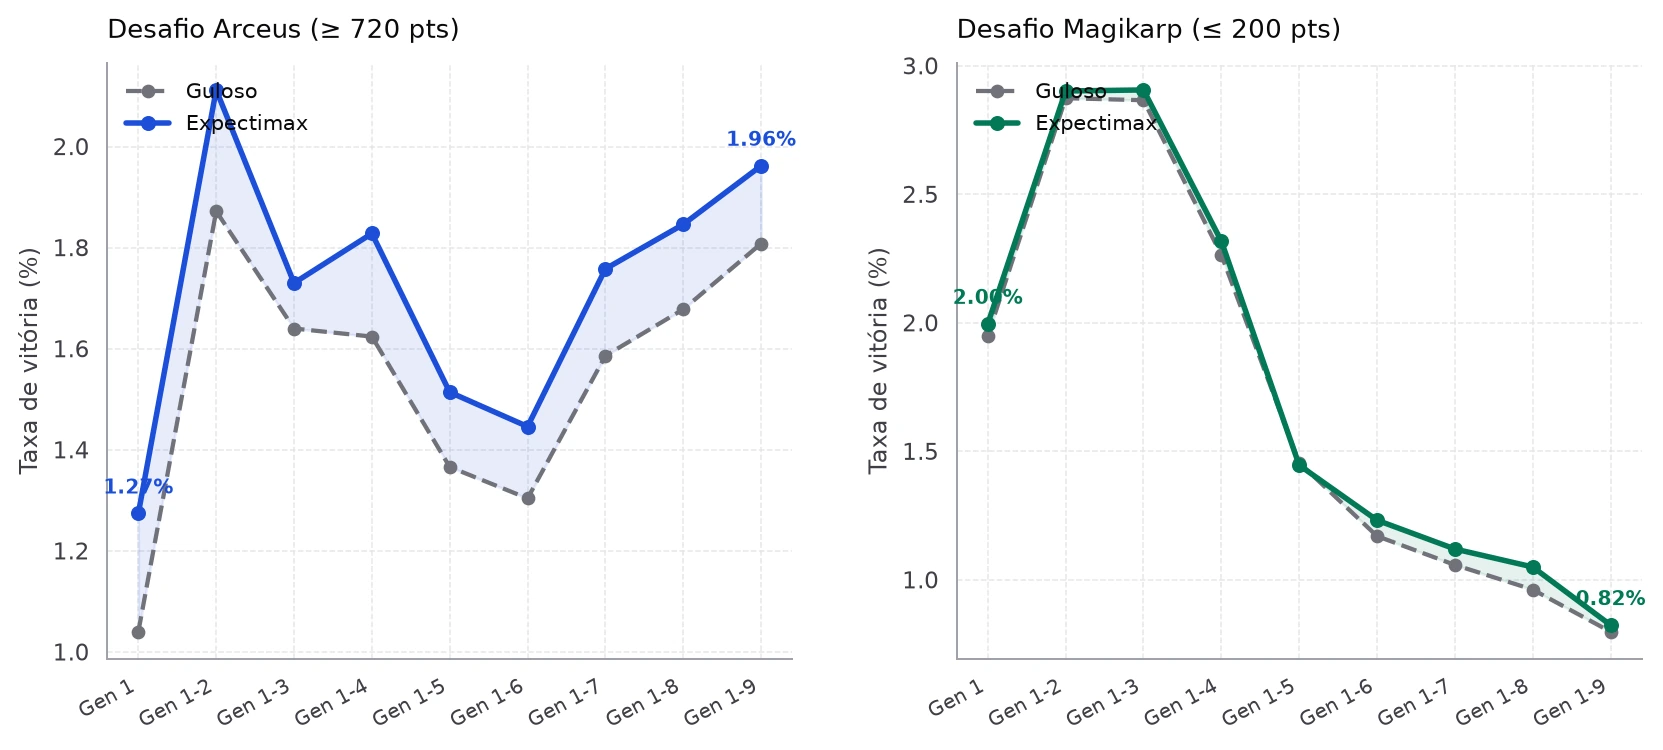 Desafio Arceus (≥ 720 pts)
Guloso
Expectimax
1.27%
1.96%
Taxa de vitória (%)
2.0
1.8
1.6
1.4
1.2
1.0
Gen 1
Gen 1-2
Gen 1-3
Gen 1-4
Gen 1-5
Gen 1-6
Gen 1-7
Gen 1-8
Gen 1-9
Desafio Magikarp (≤ 200 pts)
Guloso
Expectimax
2.00%
0.82%
Taxa de vitória (%)
3.0
2.5
2.0
1.5
1.0
Gen 1
Gen 1-2
Gen 1-3
Gen 1-4
Gen 1-5
Gen 1-6
Gen 1-7
Gen 1-8
Gen 1-9